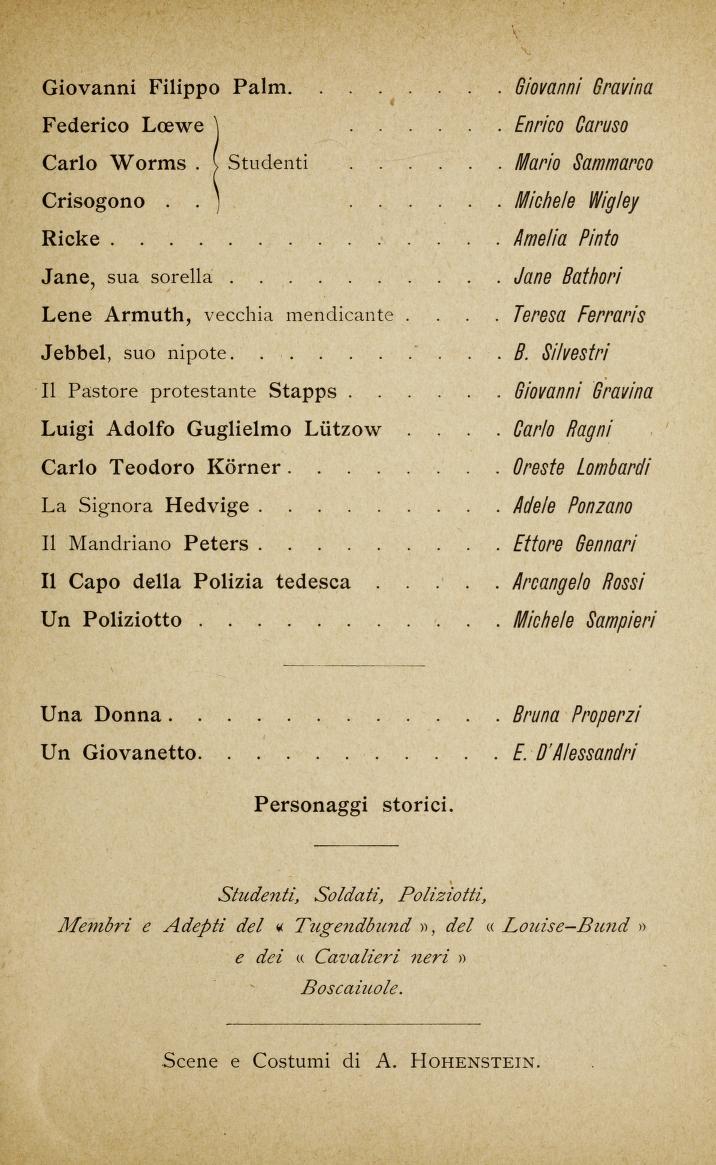 Giovanni Filippo Palm. . . . . . . . Giovanni Gravina
Federico Lœwe . . . . . . Enrico Caruso
Carlo Worms . Studenti . . . . . . Mario Sammarco
Crisogono . . . . . . . . Michele Wigley
Ricke . . . . . . . . . . . . . . Amelia Pinto
Jane, sua sorella . . . . . . . . . . Jane Bathori
Lene Armuth, vecchia mendicante . . . . Teresa Ferraris
Jebbel, suo nipote. . . . . . . . . . B. Silvestri
Il Pastore protestante Stapps . . . . . . Giovanni Gravina
Luigi Adolfo Guglielmo Lützow . . . . Carlo Ragni
Carlo Teodoro Körner . . . . . . . . Oreste Lombardi
La Signora Hedvige . . . . . . . . . Adele Ponzano
Il Mandriano Peters . . . . . . . . . Ettore Gennari
Il Capo della Polizia tedesca . . . . . Arcangelo Rossi
Un Poliziotto . . . . . . . . . . . Michele Sampieri
Una Donna . . . . . . . . . . . . Bruna Properzi
Un Giovanetto. . . . . . . . . . . E. D'Alessandri
Personaggi storici.
Studenti, Soldati, Poliziotti,
Membri e Adepti del « Tugendbund », del « Louise-Bund »
e dei « Cavalieri neri »
Boscaiuole.
Scene e Costumi di A. HOHENSTEIN.